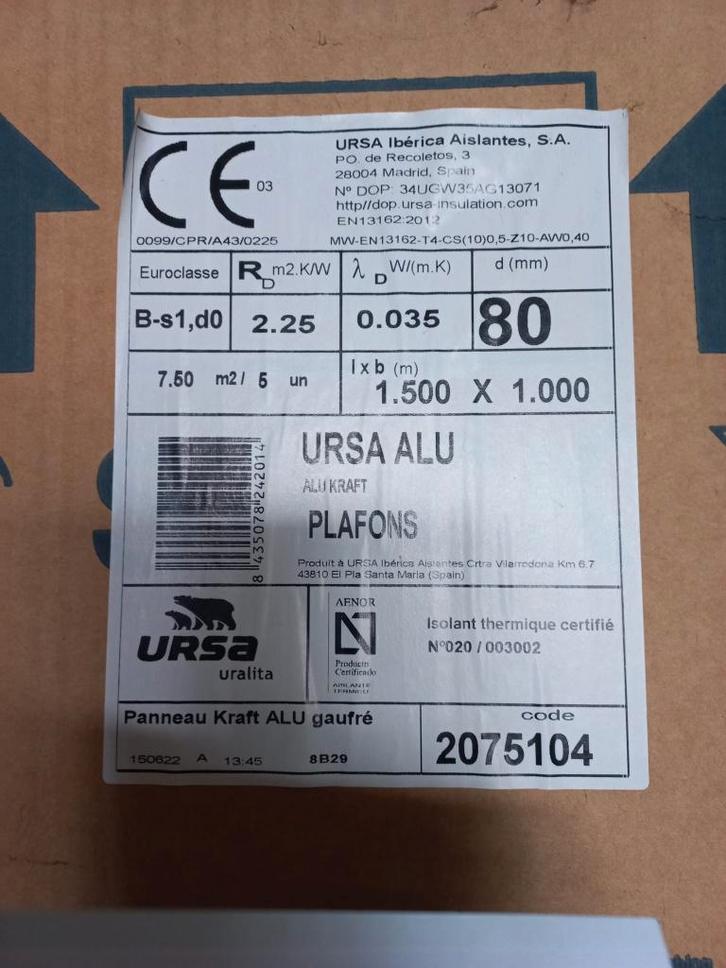 CE 03
0099/CPR/A43/0225
URSA Ibérica Aislantes, S.A.
PO. de Recoletos, 3
28004 Madrid, Spain
Nº DOP: 34UGW35AG13071
http//dop.ursa-insulation.com
EN13162:2012
MW-EN13162-T4-CS(10)0,5-Z10-AW0,40
Euroclasse
RD m2.K/W
λD W/(m.K)
d (mm)
B-s1,d0
2.25
0.035
80
7.50 m2/ 5 un
l x b (m)
1.500 X 1.000
8 435078 242014
URSA ALU
ALU KRAFT
PLAFONS
Produit à URSA Ibérica Aislantes Crtra Vilarrodona Km 6.7
43810 El Pla Santa Maria (Spain)
URSA
uralita
AENOR
N
Producto
Certificado
AISLANTE
TERMICO
Isolant thermique certifié
Nº020 / 003002
Panneau Kraft ALU gaufré
150622 A 13:45 8B29
code
2075104